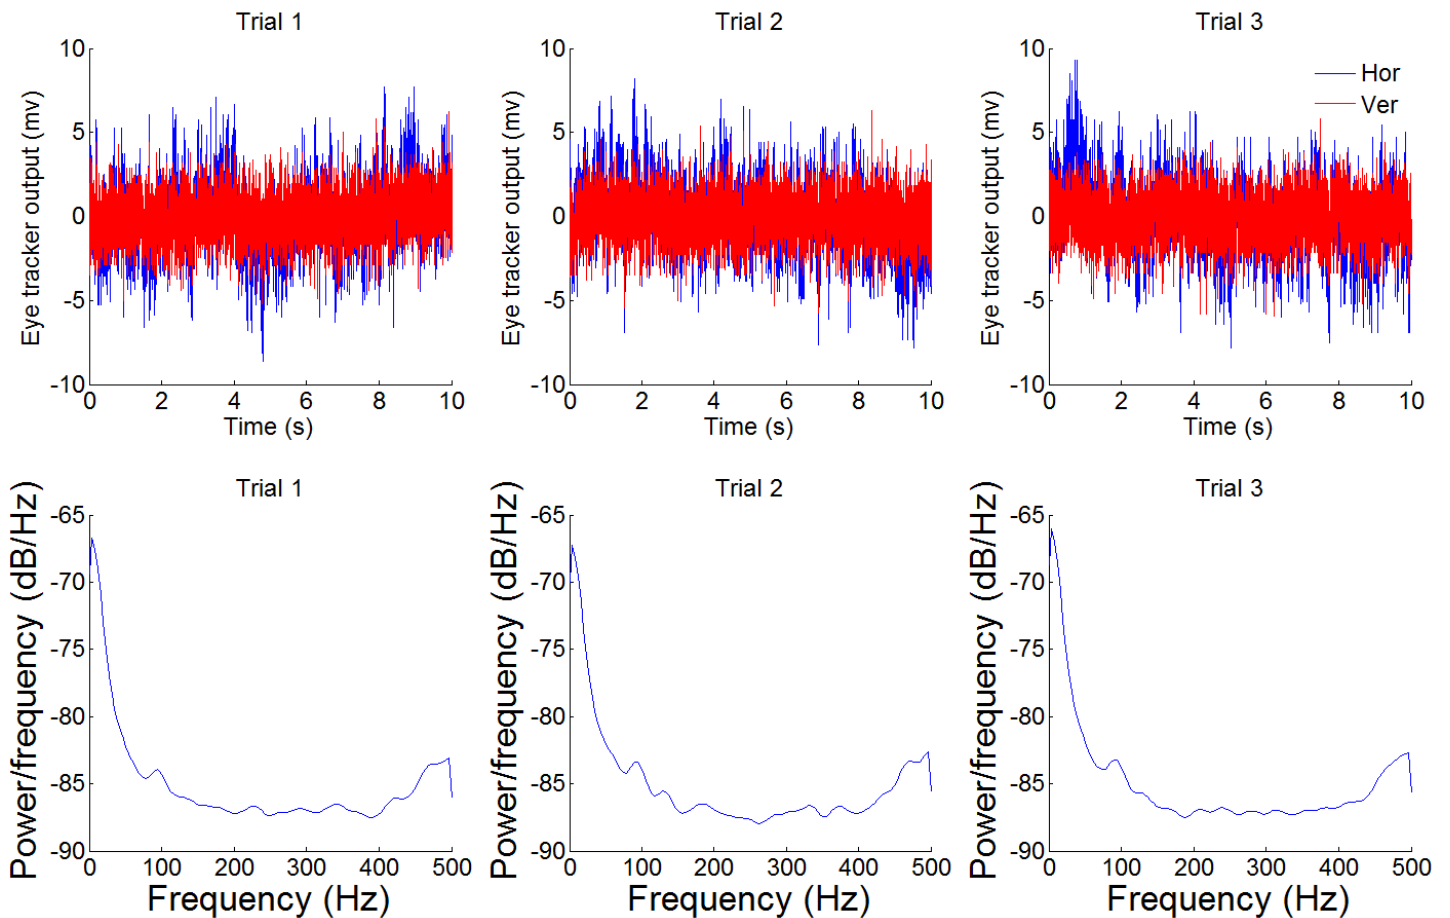 Trial 1
Trial 2
Trial 3
Eye tracker output (mv)
10
5
0
-5
-10
0 2 4 6 8 10
Time (s)
Eye tracker output (mv)
10
5
0
-5
-10
0 2 4 6 8 10
Time (s)
Eye tracker output (mv)
10
5
0
-5
-10
0 2 4 6 8 10
Time (s)
Hor
Ver
Trial 1
Trial 2
Trial 3
Power/frequency (dB/Hz)
-65
-70
-75
-80
-85
-90
0 100 200 300 400 500
Frequency (Hz)
Power/frequency (dB/Hz)
-65
-70
-75
-80
-85
-90
0 100 200 300 400 500
Frequency (Hz)
Power/frequency (dB/Hz)
-65
-70
-75
-80
-85
-90
0 100 200 300 400 500
Frequency (Hz)